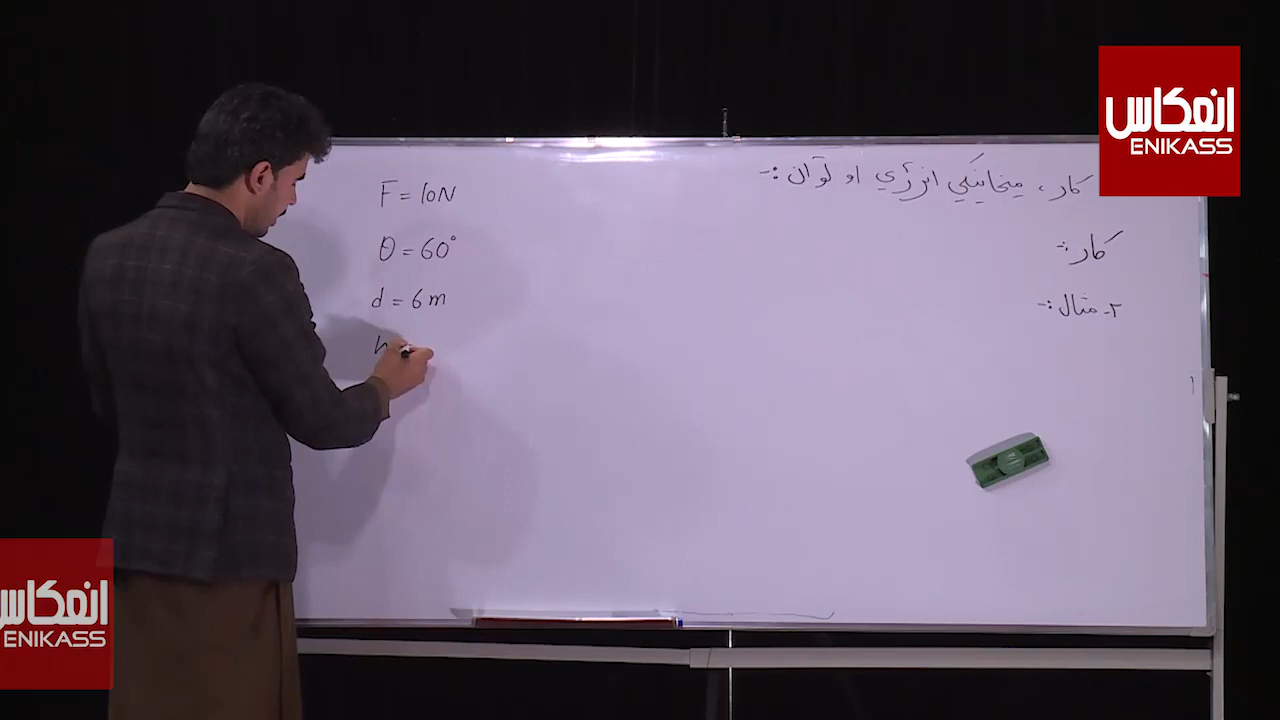 انعکاس
ENIKASS
کار، میخانیکي انرژي او توان :-
کار :-
۲- مثال :-
F = 10N
θ = 60°
d = 6 m
انعکاس
ENIKASS